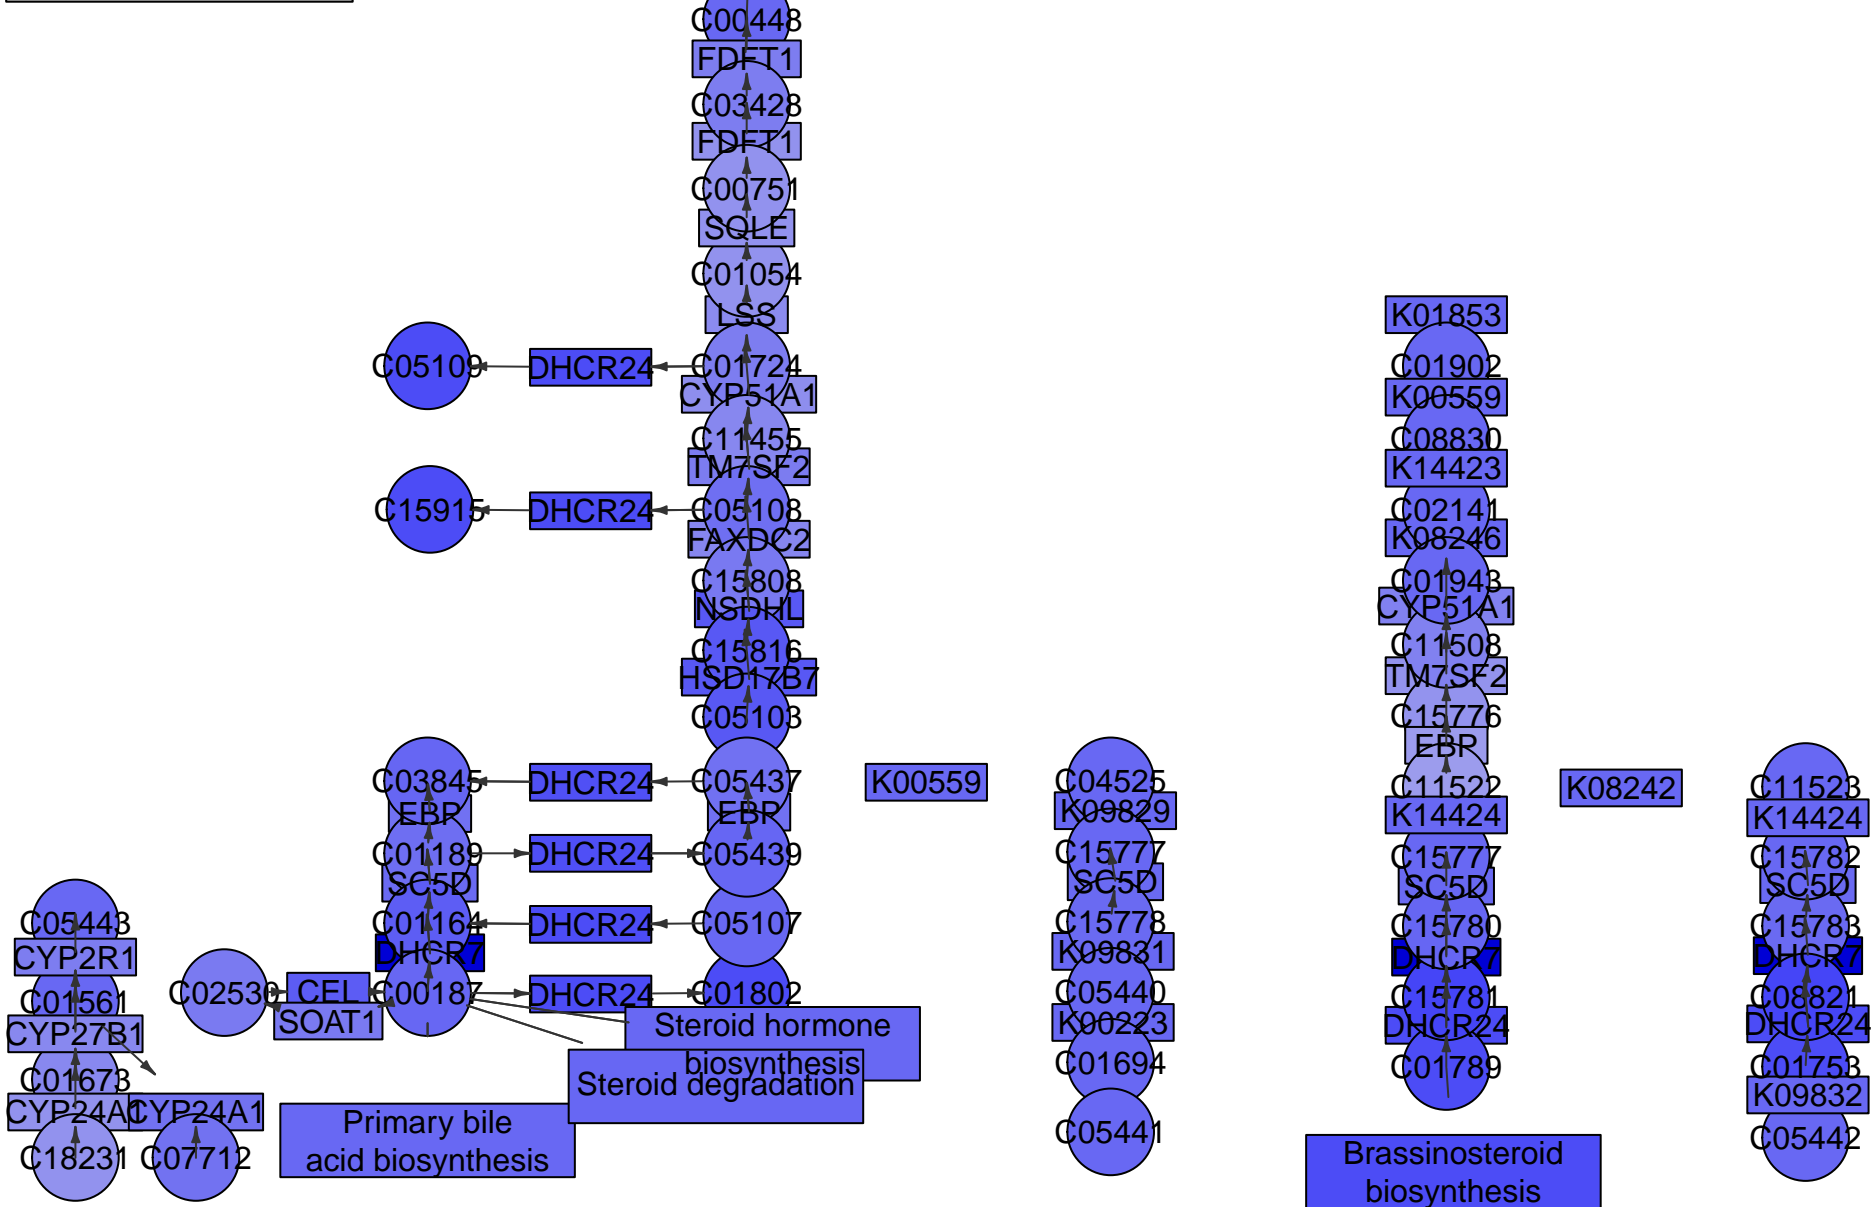 C00448
FDFT1
C03428
FDFT1
C00751
SQLE
C01054
LSS
C05109
DHCR24
C01724
CYP51A1
C11455
TM7SF2
C15915
DHCR24
C05108
FAXDC2
C15808
NSDHL
C15816
HSD17B7
C05103
C03845
DHCR24
C05437
EBP
EBP
C01189
DHCR24
C05439
SC5D
C01164
DHCR24
C05107
DHCR7
C02530
CEL
SOAT1
C00187
DHCR24
C01802
Steroid hormone
biosynthesis
Steroid degradation
Primary bile
acid biosynthesis
C05443
CYP2R1
C01561
CYP27B1
C01673
CYP24A1
CYP24A1
C18231
C07712
K00559
C04525
K09829
C15777
SC5D
C15778
K09831
C05440
K00223
C01694
C05441
K01853
C01902
K00559
C08830
K14423
C02141
K08246
C01943
CYP51A1
C11508
TM7SF2
C15776
EBP
C11522
K14424
C15777
SC5D
C15780
DHCR7
C15781
DHCR24
C01789
Brassinosteroid
biosynthesis
K08242
C11523
K14424
C15782
SC5D
C15783
DHCR7
C08821
DHCR24
C01753
K09832
C05442